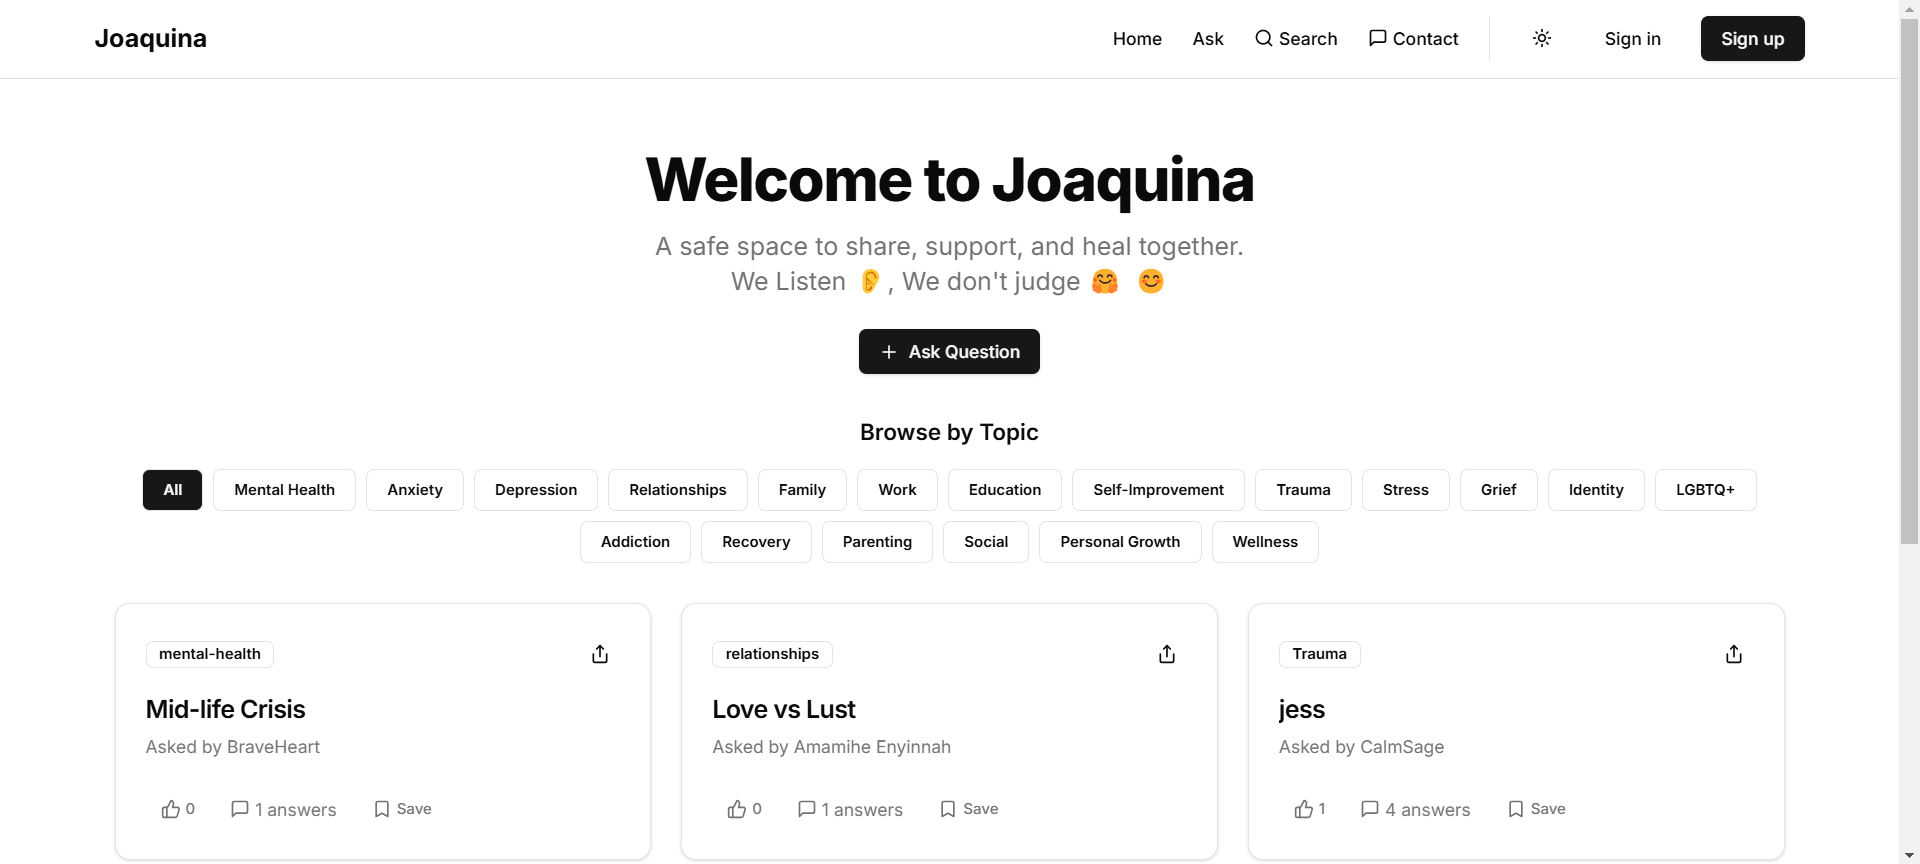 Joaquina
Home Ask Search Contact Sign in Sign up
Welcome to Joaquina
A safe space to share, support, and heal together.
We Listen 👂, We don't judge 🤗 😊
Ask Question
Browse by Topic
All Mental Health Anxiety Depression Relationships Family Work Education Self-Improvement Trauma Stress Grief Identity LGBTQ+
Addiction Recovery Parenting Social Personal Growth Wellness
mental-health
Mid-life Crisis
Asked by BraveHeart
0 1 answers Save
relationships
Love vs Lust
Asked by Amamihe Enyinnah
0 1 answers Save
Trauma
jess
Asked by CalmSage
1 4 answers Save